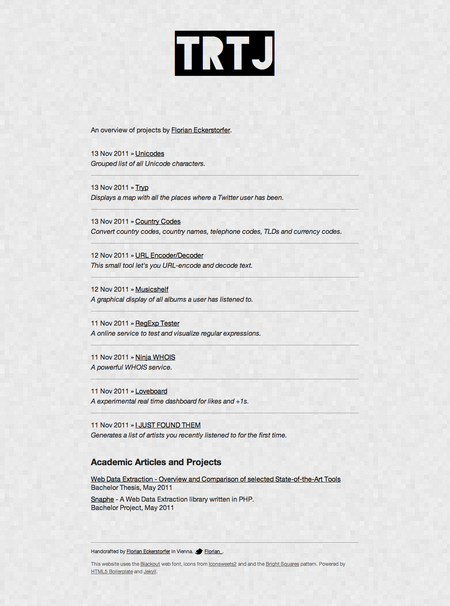 TRTJ
An overview of projects by Florian Eckerstorfer.
13 Nov 2011 » Unicodes
Grouped list of all Unicode characters.
13 Nov 2011 » Tryp
Displays a map with all the places where a Twitter user has been.
13 Nov 2011 » Country Codes
Convert country codes, country names, telephone codes, TLDs and currency codes.
12 Nov 2011 » URL Encoder/Decoder
This small tool let's you URL-encode and decode text.
12 Nov 2011 » Musicshelf
A graphical display of all albums a user has listened to.
11 Nov 2011 » RegExp Tester
A online service to test and visualize regular expressions.
11 Nov 2011 » Ninja WHOIS
A powerful WHOIS service.
11 Nov 2011 » Loveboard
A experimental real time dashboard for likes and +1s.
11 Nov 2011 » I JUST FOUND THEM
Generates a list of artists you recently listened to for the first time.
Academic Articles and Projects
Web Data Extraction - Overview and Comparison of selected State-of-the-Art Tools
Bachelor Thesis, May 2011
Snaphe - A Web Data Extraction library written in PHP.
Bachelor Project, May 2011
Handcrafted by Florian Eckerstorfer in Vienna. Florian_.
This website uses the Blackout web font, icons from Iconsweets2 and and the Bright Squares pattern. Powered by
HTML5 Boilerplate and Jekyll.